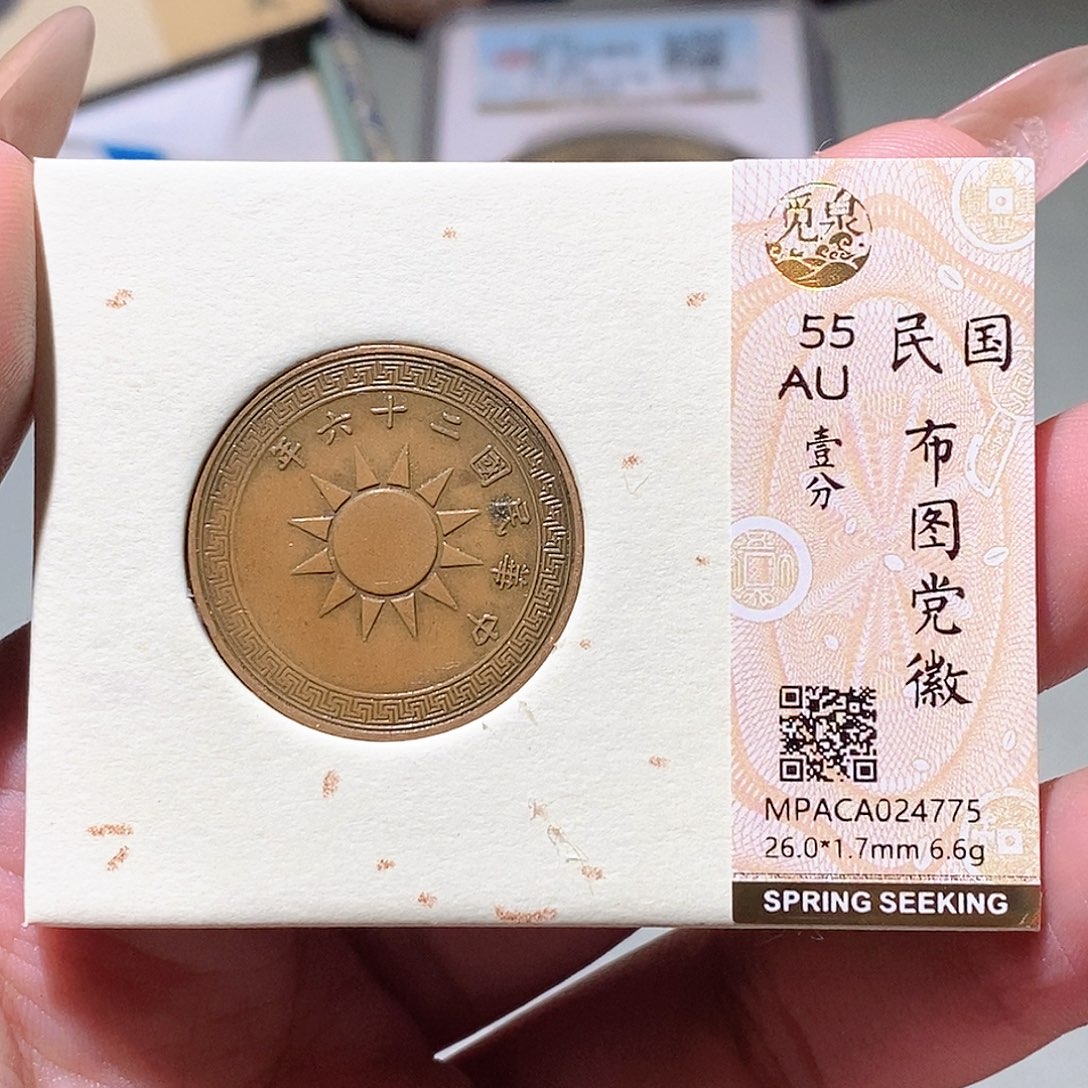 中華民國二十六年
觅泉
民国
55
AU
壹分
布图党徽
MPACA024775
26.0*1.7mm 6.6g
SPRING SEEKING